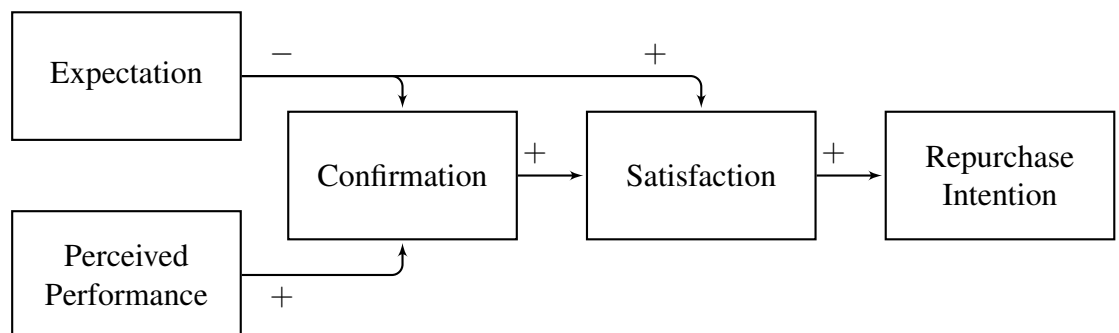 Expectation
−
+
Confirmation
+
Satisfaction
+
Repurchase
Intention
Perceived
Performance
+